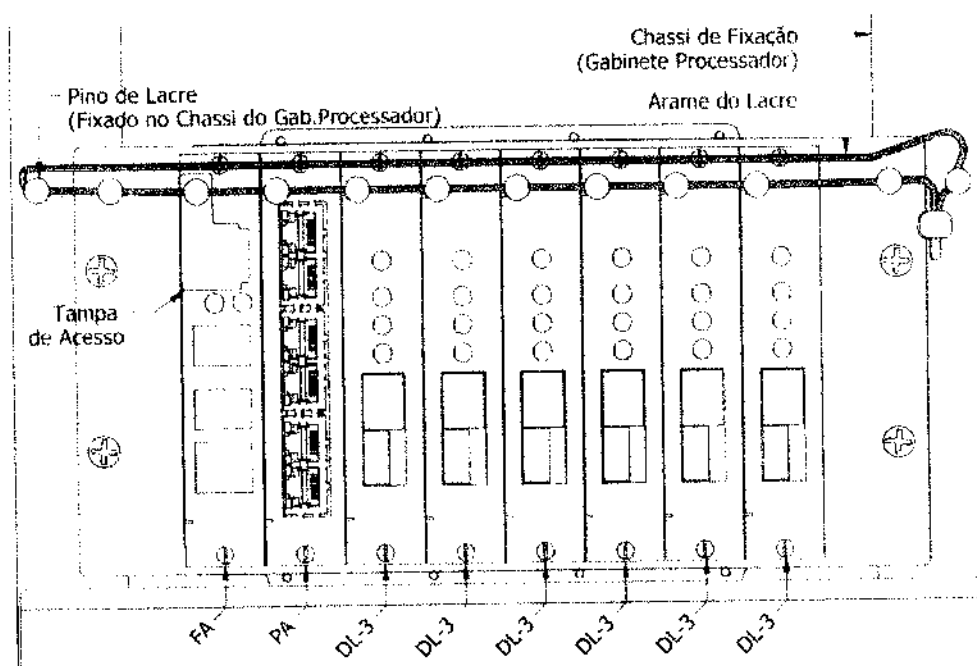 Chassi de Fixação
(Gabinete Processador)
Pino de Lacre
(Fixado no Chassi do Gab.Processador)
Arame do Lacre
Tampa
de Acesso
FA
PA
DL-3
DL-3
DL-3
DL-3
DL-3
DL-3